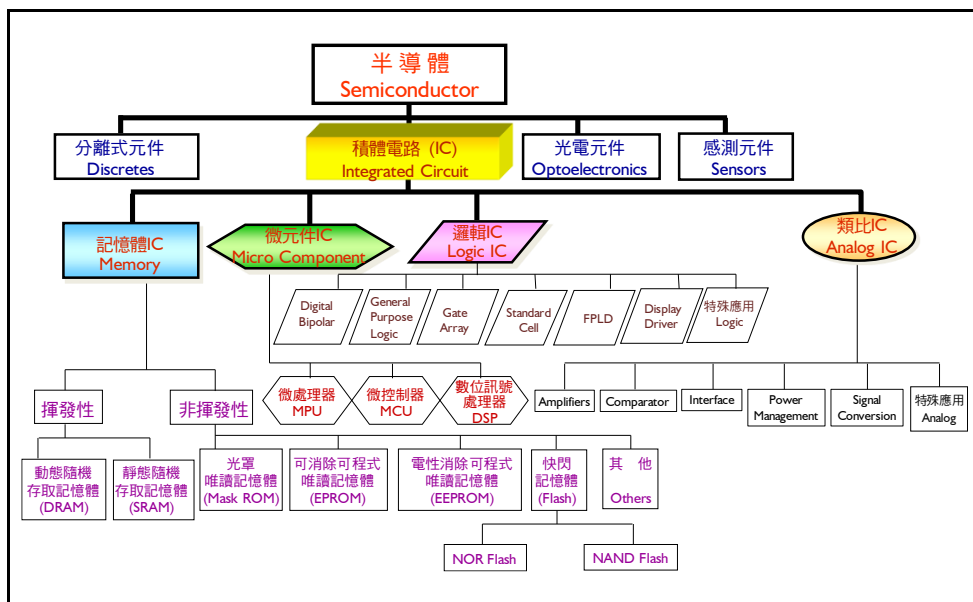 半 導 體
Semiconductor
分離式元件
Discretes
積體電路 (IC)
Integrated Circuit
光電元件
Optoelectronics
感測元件
Sensors
記憶體IC
Memory
微元件IC
Micro Component
邏輯IC
Logic IC
類比IC
Analog IC
Digital
Bipolar
General
Purpose
Logic
Gate
Array
Standard
Cell
FPLD
Display
Driver
特殊應用
Logic
揮發性
非揮發性
微處理器
MPU
微控制器
MCU
數位訊號
處理器
DSP
Amplifiers
Comparator
Interface
Power
Management
Signal
Conversion
特殊應用
Analog
動態隨機
存取記憶體
(DRAM)
靜態隨機
存取記憶體
(SRAM)
光罩
唯讀記憶體
(Mask ROM)
可消除可程式
唯讀記憶體
(EPROM)
電性消除可程式
唯讀記憶體
(EEPROM)
快閃
記憶體
(Flash)
其 他
Others
NOR Flash
NAND Flash